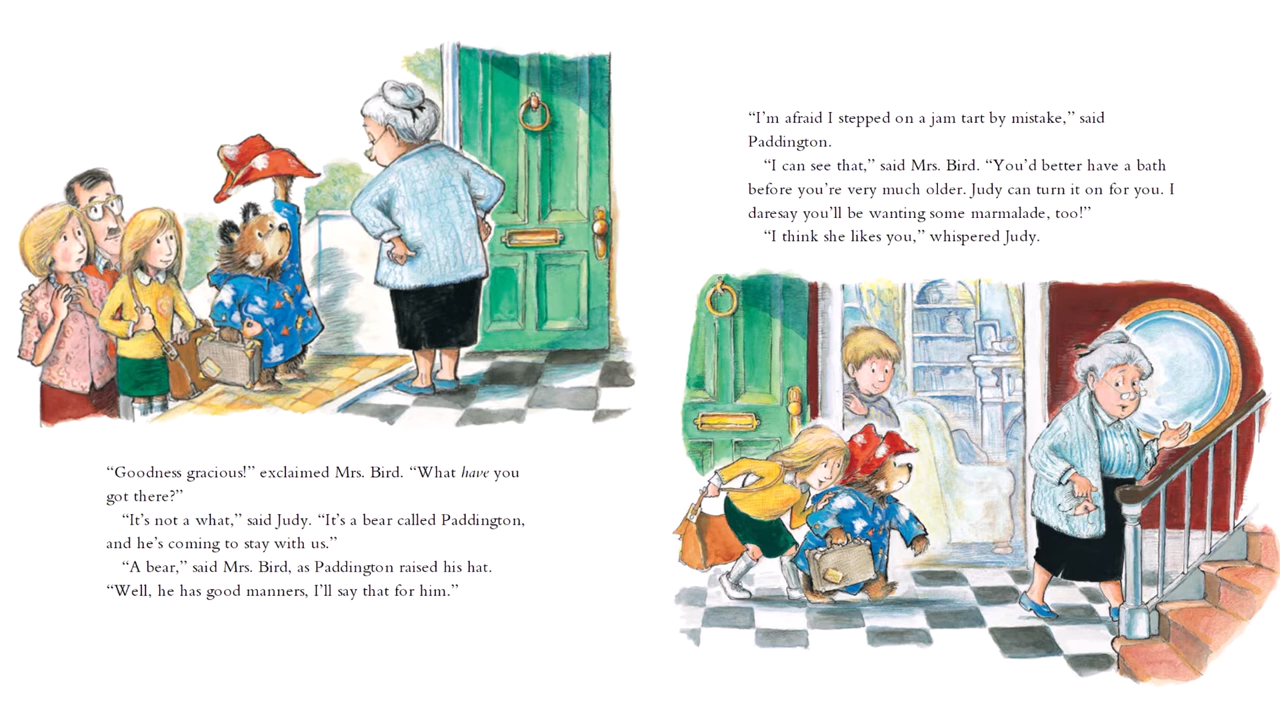 “Goodness gracious!” exclaimed Mrs. Bird. “What have you
got there?”
“It’s not a what,” said Judy. “It’s a bear called Paddington,
and he’s coming to stay with us.”
“A bear,” said Mrs. Bird, as Paddington raised his hat.
“Well, he has good manners, I’ll say that for him.”
“I’m afraid I stepped on a jam tart by mistake,” said
Paddington.
“I can see that,” said Mrs. Bird. “You’d better have a bath
before you’re very much older. Judy can turn it on for you. I
daresay you’ll be wanting some marmalade, too!”
“I think she likes you,” whispered Judy.